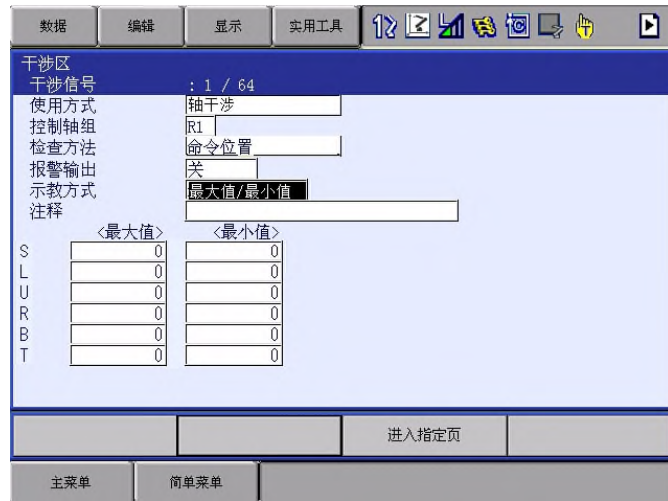 数据 编辑 显示 实用工具
干涉区
干涉信号 : 1 / 64
使用方式 轴干涉
控制轴组 R1
检查方法 命令位置
报警输出 关
示教方式 最大值/最小值
注释
<最大值> <最小值>
S 0 0
L 0 0
U 0 0
R 0 0
B 0 0
T 0 0
进入指定页
主菜单 简单菜单